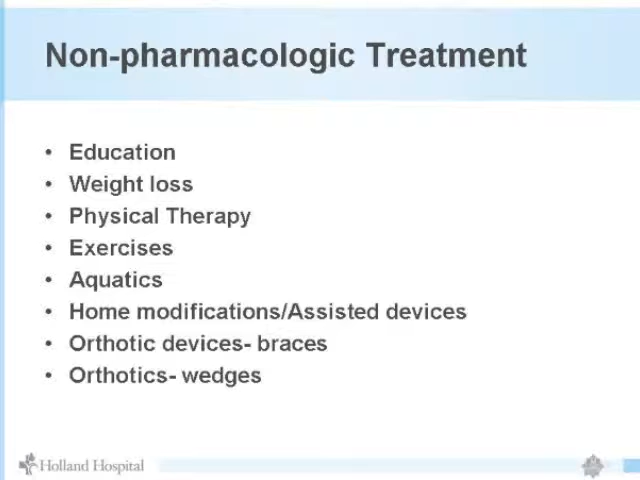 Non-pharmacologic Treatment
• Education
• Weight loss
• Physical Therapy
• Exercises
• Aquatics
• Home modifications/Assisted devices
• Orthotic devices- braces
• Orthotics- wedges
Holland Hospital